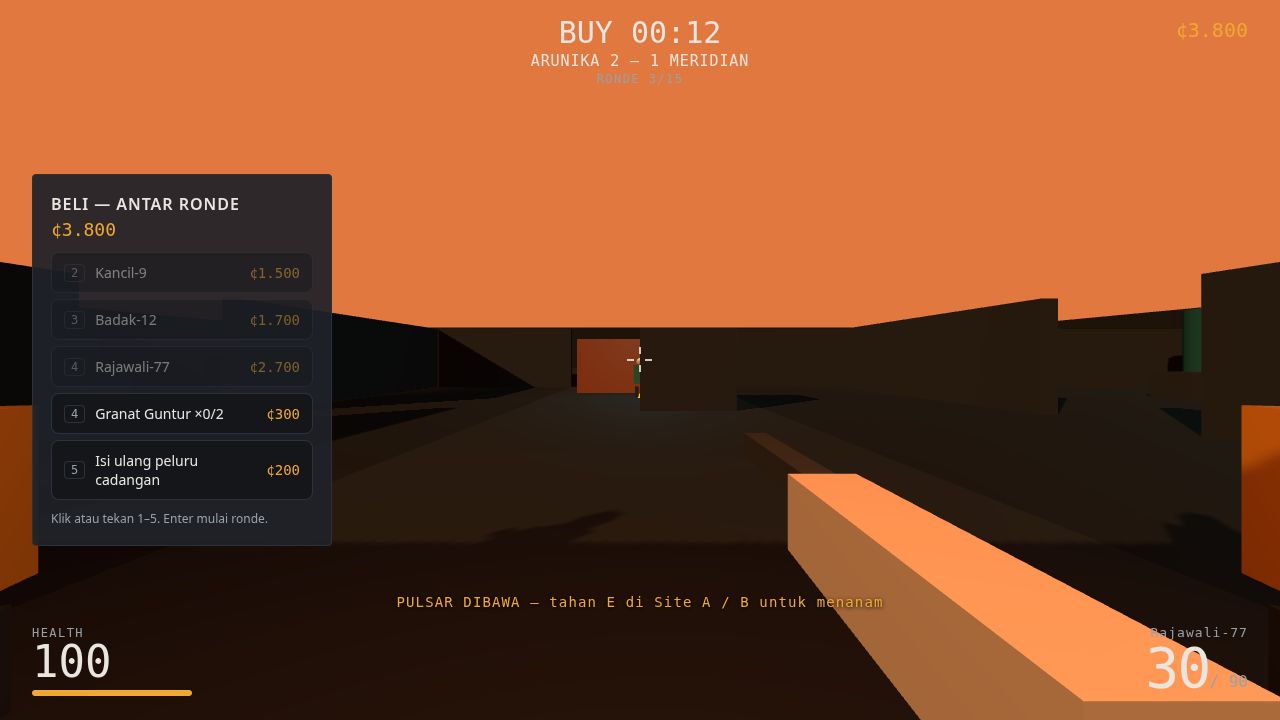 BUY 00:12
₵3.800
ARUNIKA 2 — 1 MERIDIAN
RONDE 3/15
BELI — ANTAR RONDE
₵3.800
2 Kancil-9 ₵1.500
3 Badak-12 ₵1.700
4 Rajawali-77 ₵2.700
4 Granat Guntur ×0/2 ₵300
5 Isi ulang peluru
cadangan ₵200
Klik atau tekan 1–5. Enter mulai ronde.
PULSAR DIBAWA — tahan E di Site A / B untuk menanam
HEALTH
100
Rajawali-77
30 / 90